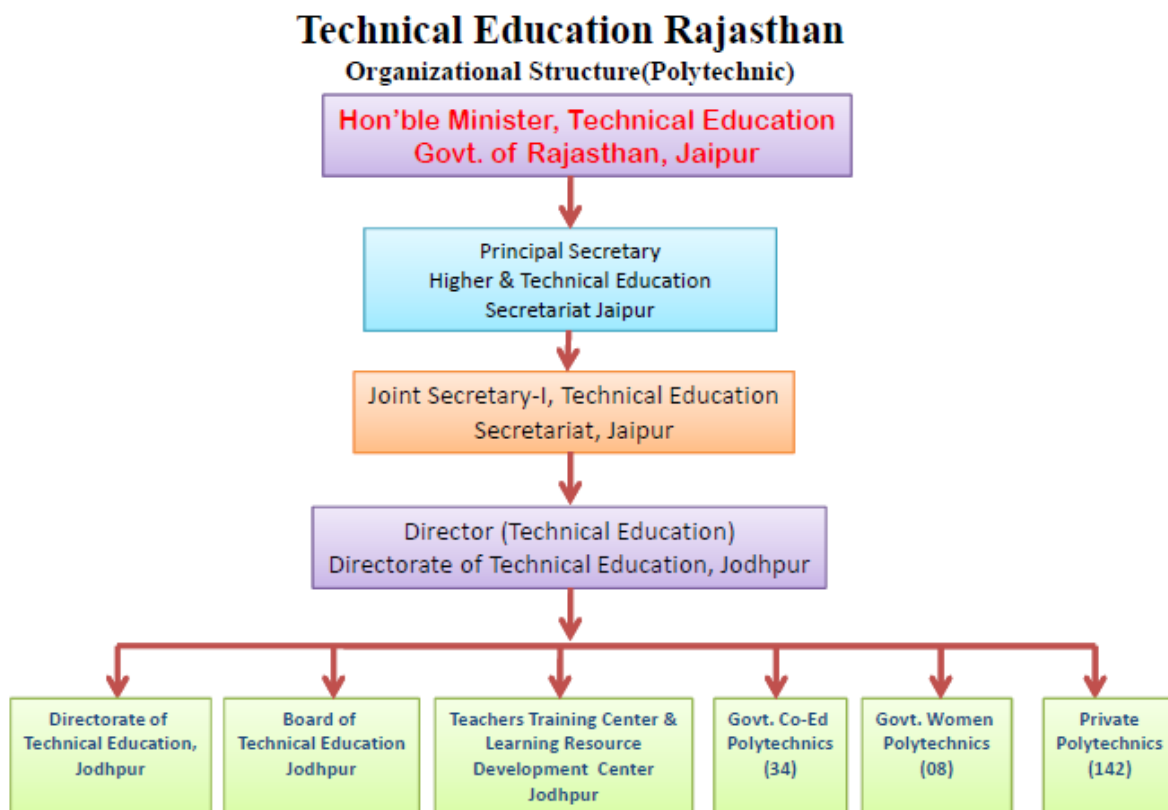 Technical Education Rajasthan
Organizational Structure(Polytechnic)
Hon'ble Minister, Technical Education
Govt. of Rajasthan, Jaipur
Principal Secretary
Higher & Technical Education
Secretariat Jaipur
Joint Secretary-I, Technical Education
Secretariat, Jaipur
Director (Technical Education)
Directorate of Technical Education, Jodhpur
Directorate of
Technical Education,
Jodhpur
Board of
Technical Education
Jodhpur
Teachers Training Center &
Learning Resource
Development Center
Jodhpur
Govt. Co-Ed
Polytechnics
(34)
Govt. Women
Polytechnics
(08)
Private
Polytechnics
(142)